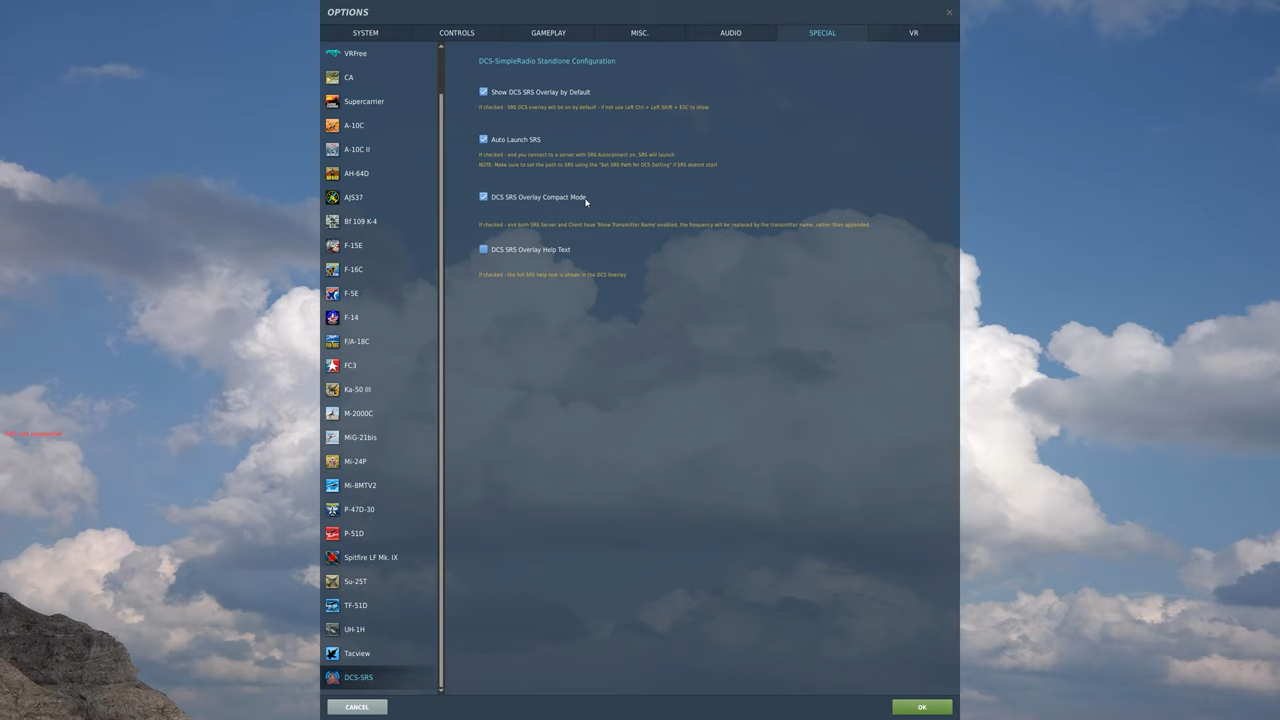 OPTIONS
SYSTEM
CONTROLS
GAMEPLAY
MISC.
AUDIO
SPECIAL
VR
VRFree
CA
Supercarrier
A-10C
A-10C II
AH-64D
AJS37
Bf 109 K-4
F-15E
F-16C
F-5E
F-14
F/A-18C
FC3
Ka-50 III
M-2000C
MiG-21bis
Mi-24P
Mi-8MTV2
P-47D-30
P-51D
Spitfire LF Mk. IX
Su-25T
TF-51D
UH-1H
Tacview
DCS-SRS
DCS-SimpleRadio Standlone Configuration
Show DCS SRS Overlay by Default
If checked - SRS DCS overlay will be on by default - if not use Left Ctrl + Left Shift + ESC to show
Auto Launch SRS
If checked - and you connect to a server with SRS Autoconnect on, SRS will launch.
NOTE: Make sure to set the path to SRS using the "Set SRS Path for DCS Setting" if SRS doesnt start
DCS SRS Overlay Compact Mode
If checked - and both SRS Server and Client have 'Show Transmitter Name' enabled, the frequency will be replaced by the transmitter name, rather than appended.
DCS SRS Overlay Help Text
If checked - the full SRS help text is shown in the DCS Overlay.
CANCEL
OK